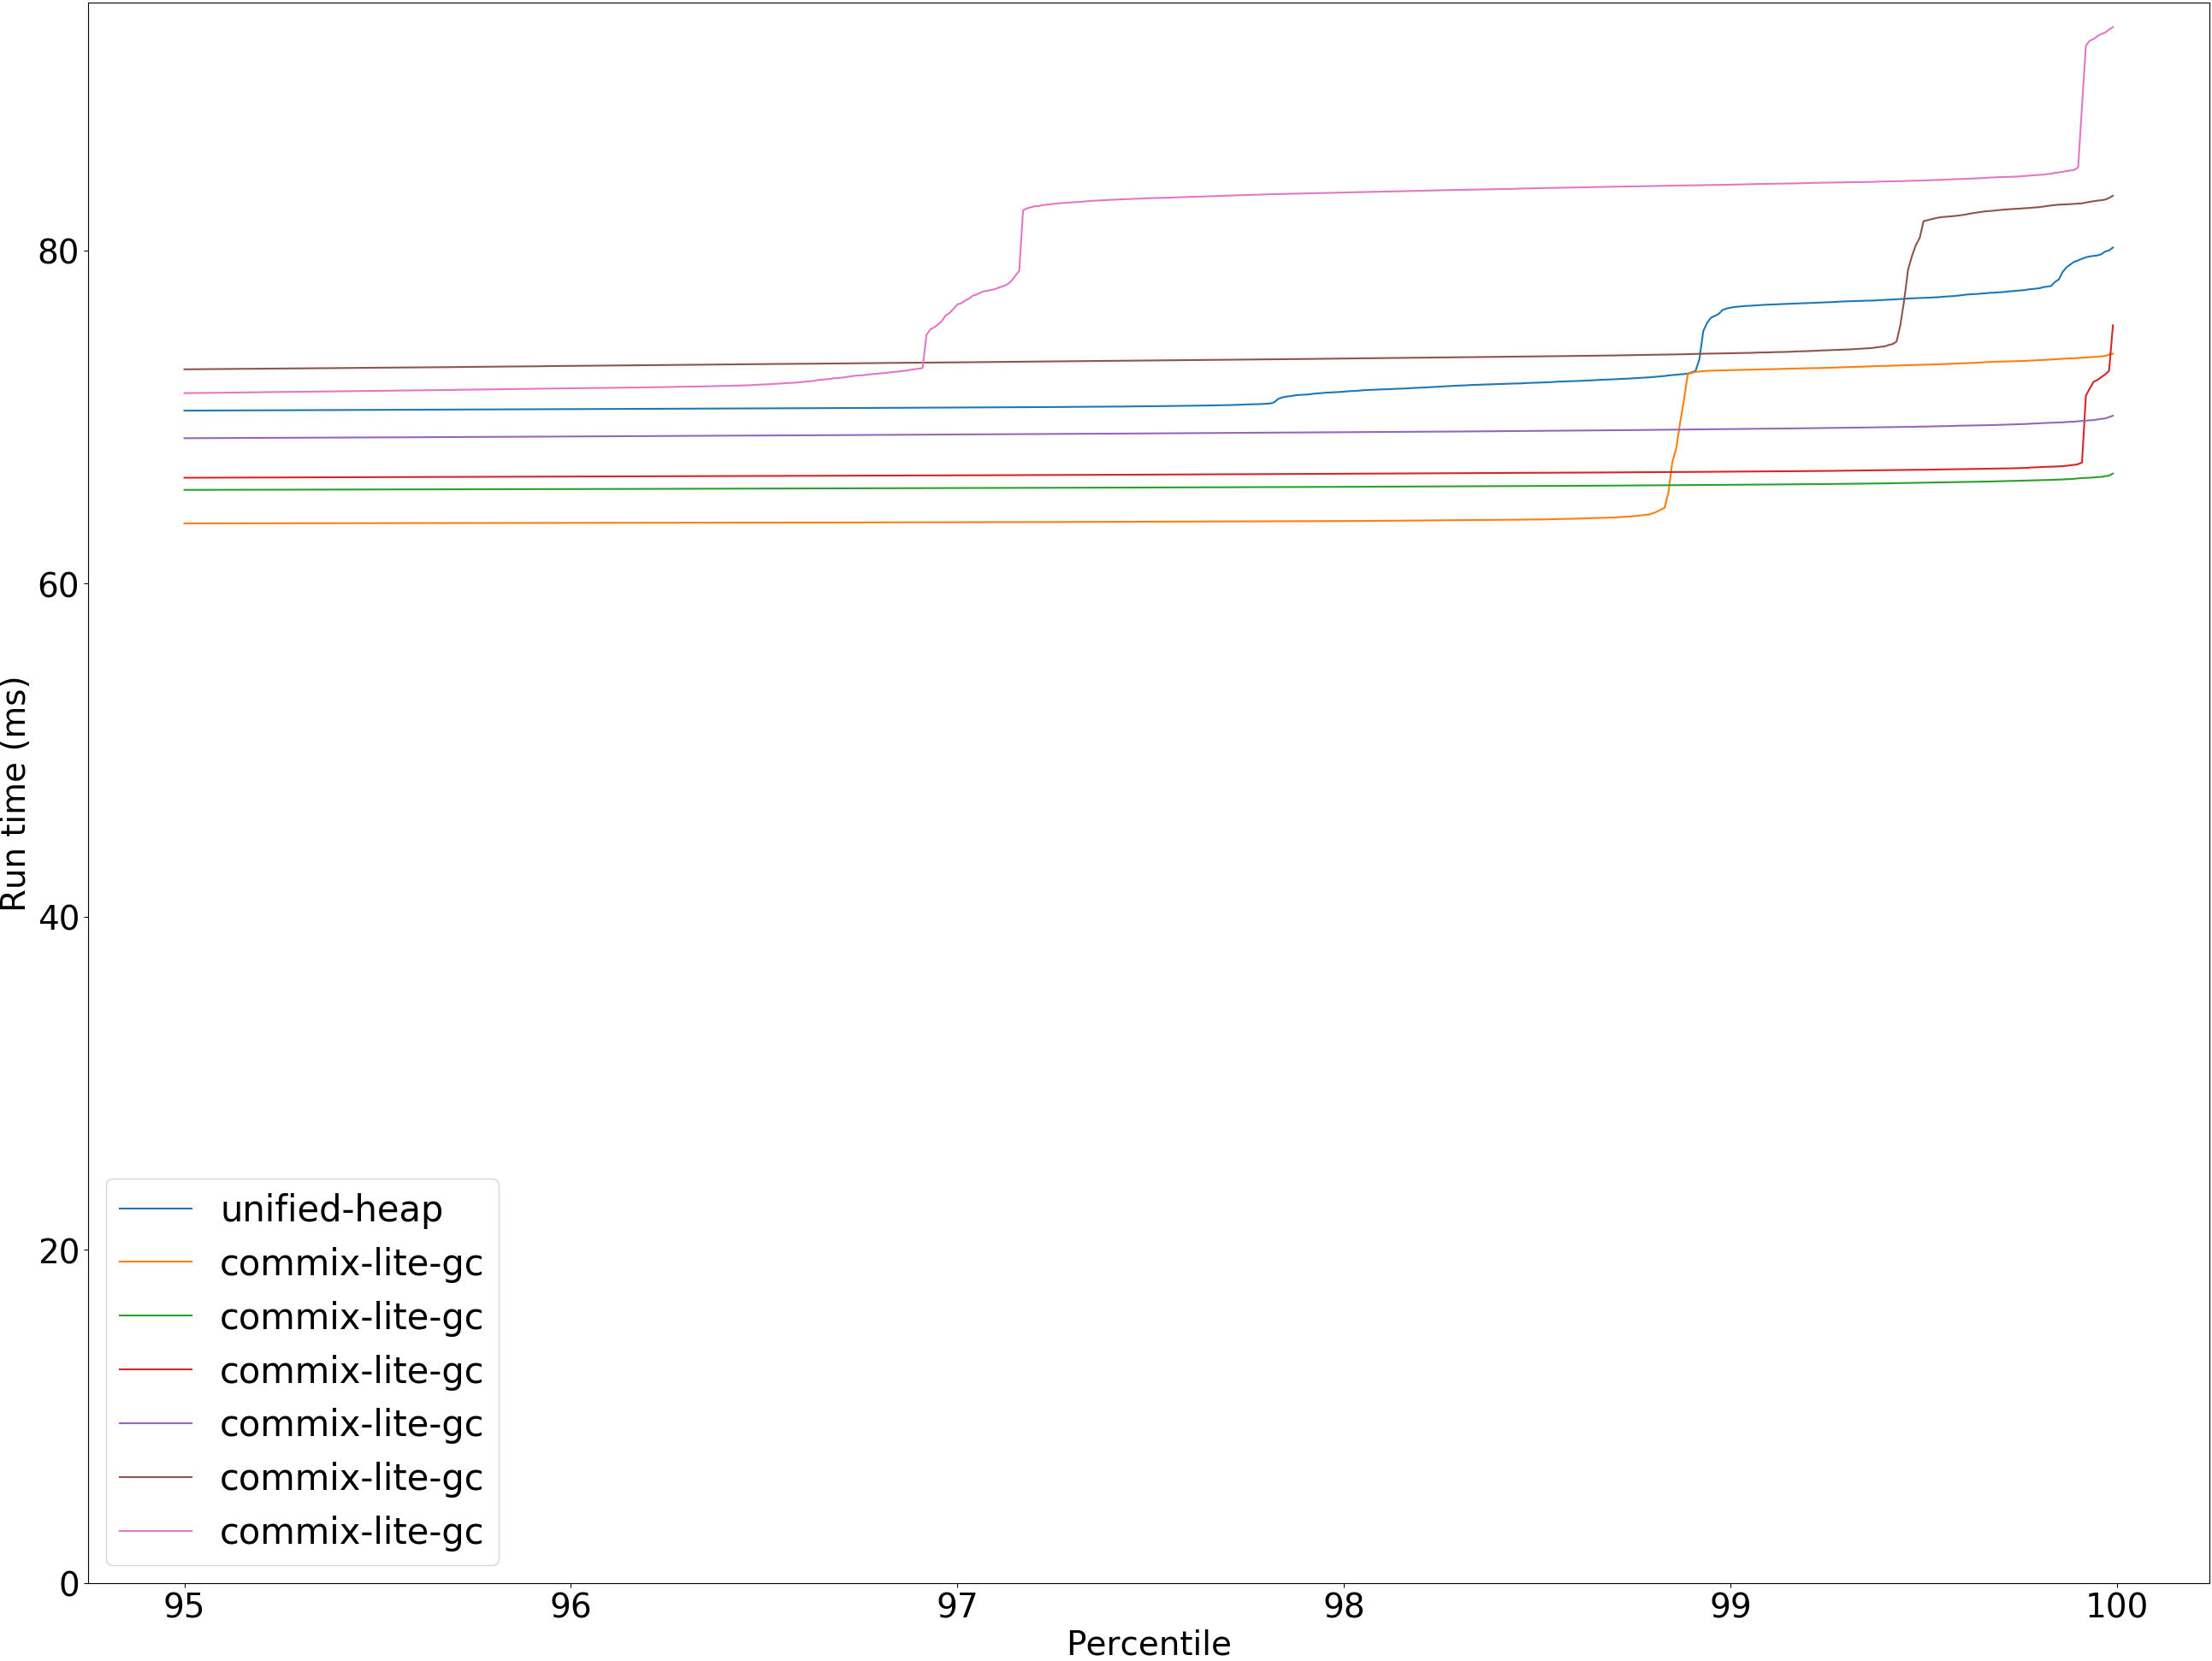 80
60
40
20
0
Run time (ms)
unified-heap
commix-lite-gc
commix-lite-gc
commix-lite-gc
commix-lite-gc
commix-lite-gc
commix-lite-gc
95 96 97 98 99 100
Percentile